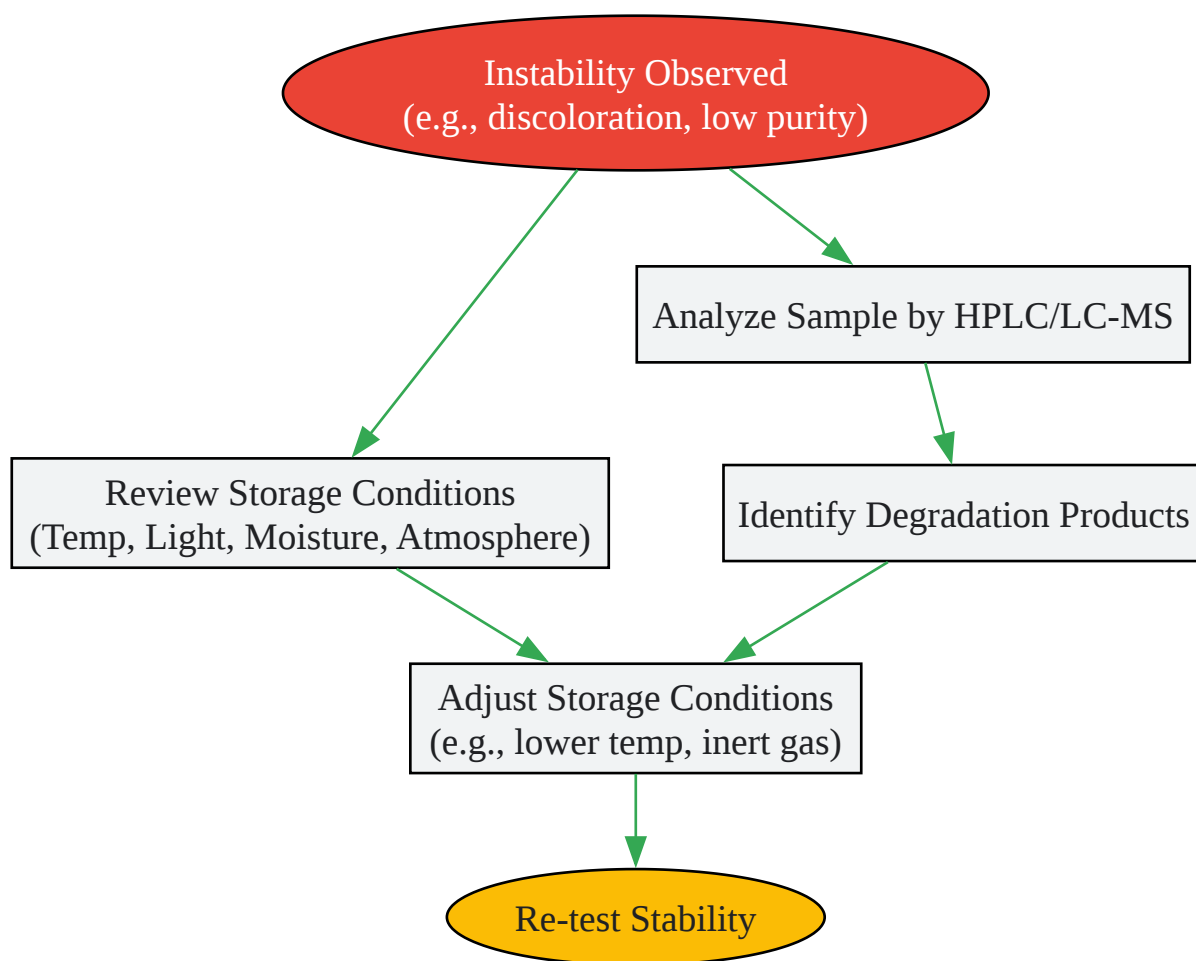 Instability Observed
(e.g., discoloration, low purity)
Analyze Sample by HPLC/LC-MS
Review Storage Conditions
(Temp, Light, Moisture, Atmosphere)
Identify Degradation Products
Adjust Storage Conditions
(e.g., lower temp, inert gas)
Re-test Stability